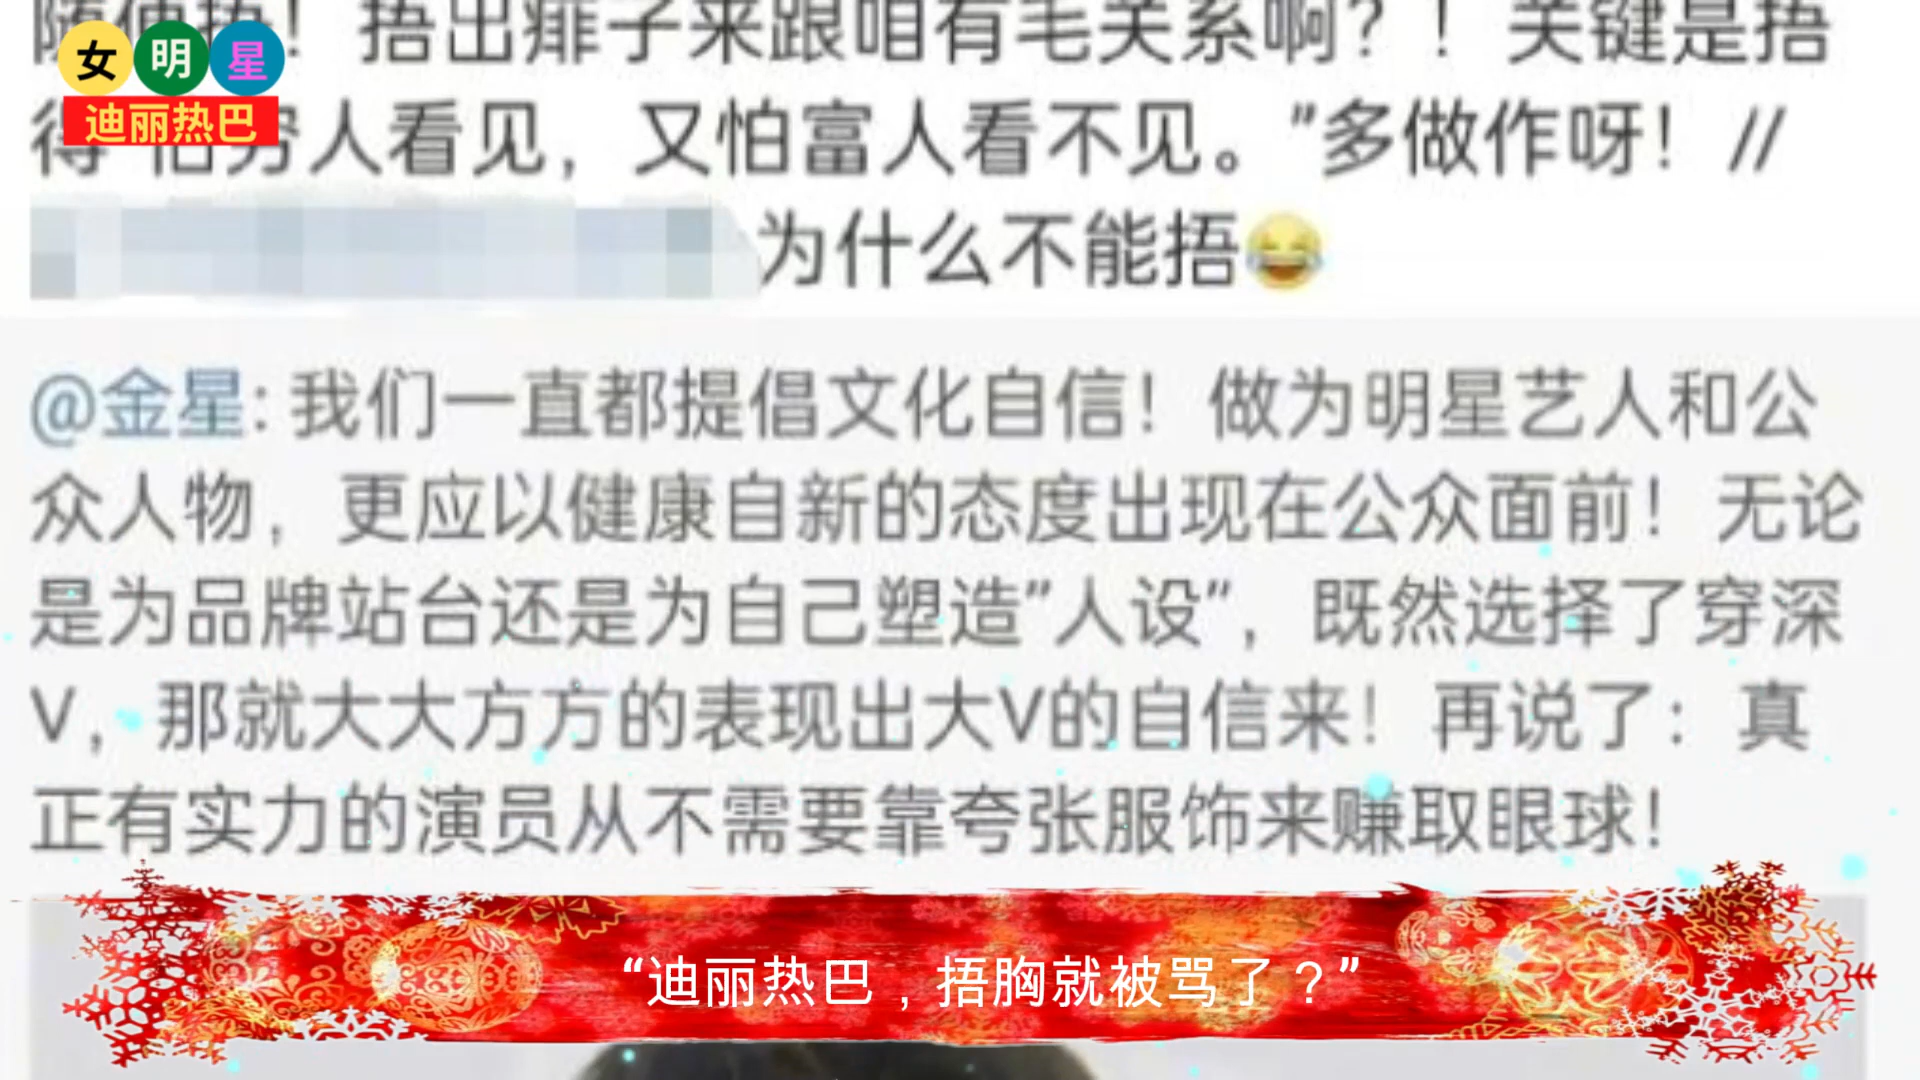 女明星
迪丽热巴
随便捂！捂出痱子来跟咱有毛关系啊？！关键是捂
得“怕穷人看见，又怕富人看不见。”多做作呀！//
为什么不能捂😂
@金星: 我们一直都提倡文化自信！做为明星艺人和公
众人物，更应以健康自新的态度出现在公众面前！无论
是为品牌站台还是为自己塑造”人设”，既然选择了穿深
V，那就大大方方的表现出大V的自信来！再说了：真
正有实力的演员从不需要靠夸张服饰来赚取眼球！
“迪丽热巴，捂胸就被骂了？”